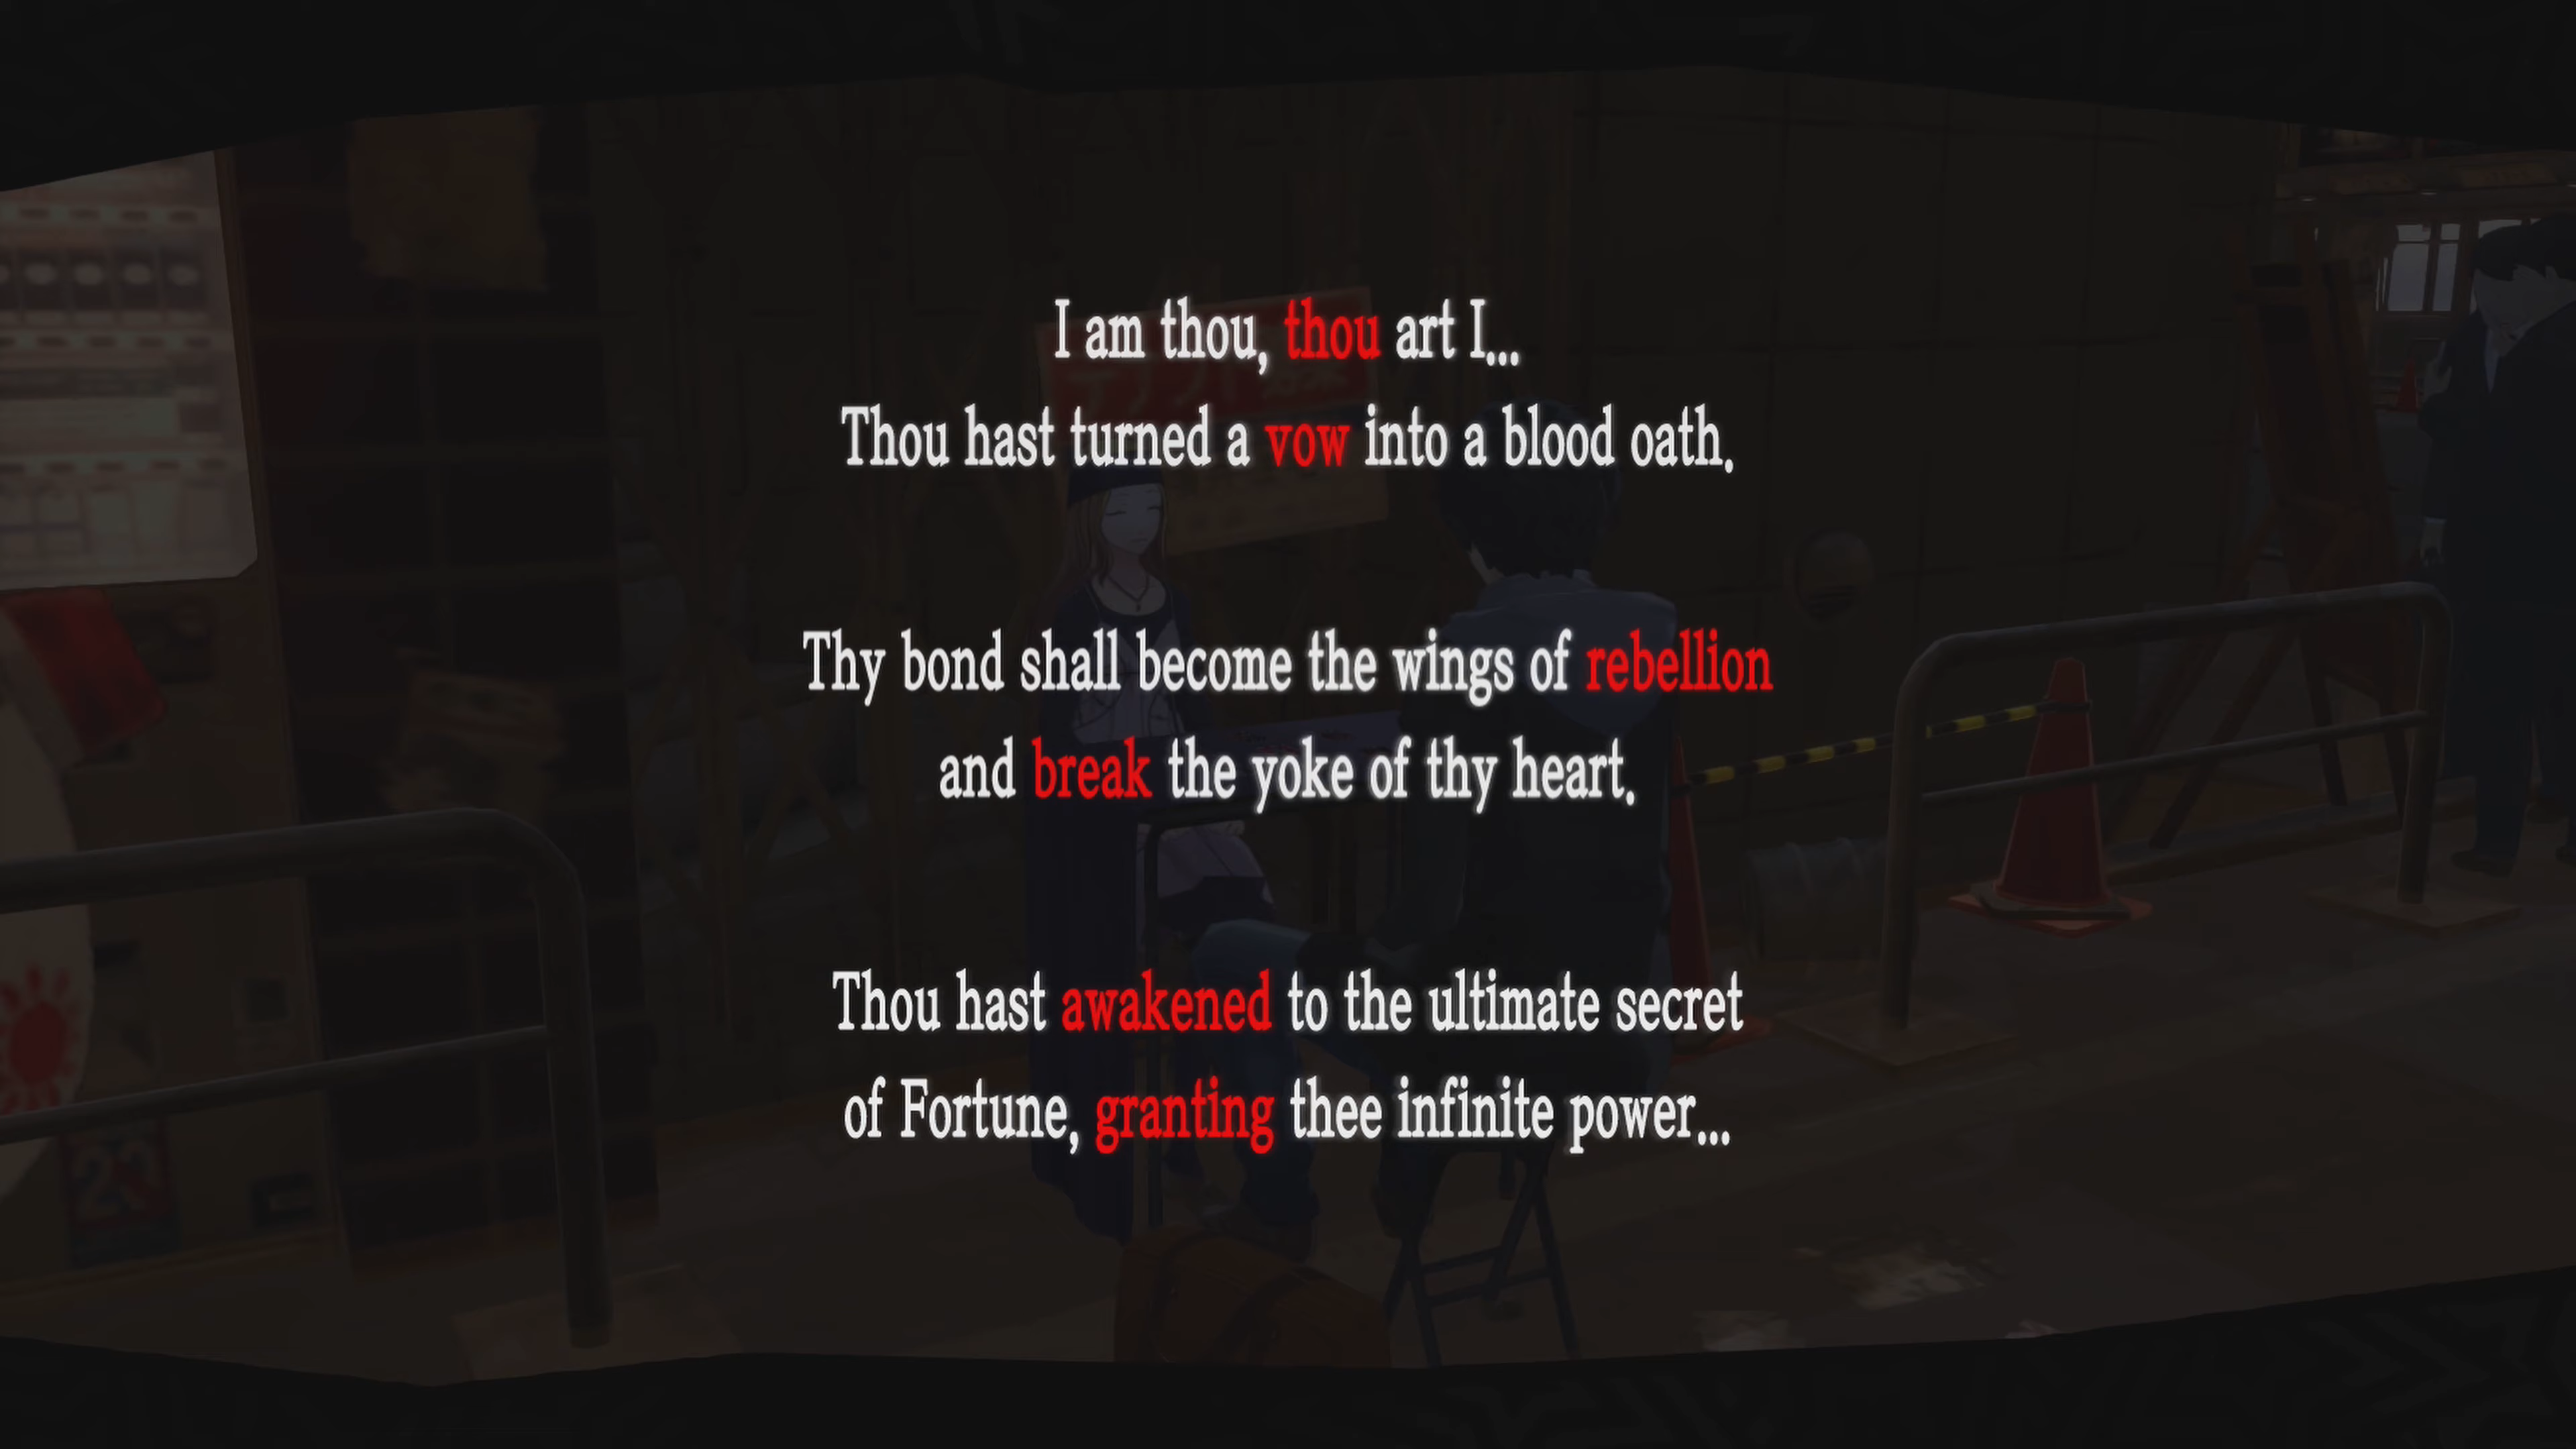 I am thou, thou art I...
Thou hast turned a vow into a blood oath.
Thy bond shall become the wings of rebellion
and break the yoke of thy heart.
Thou hast awakened to the ultimate secret
of Fortune, granting thee infinite power...
23